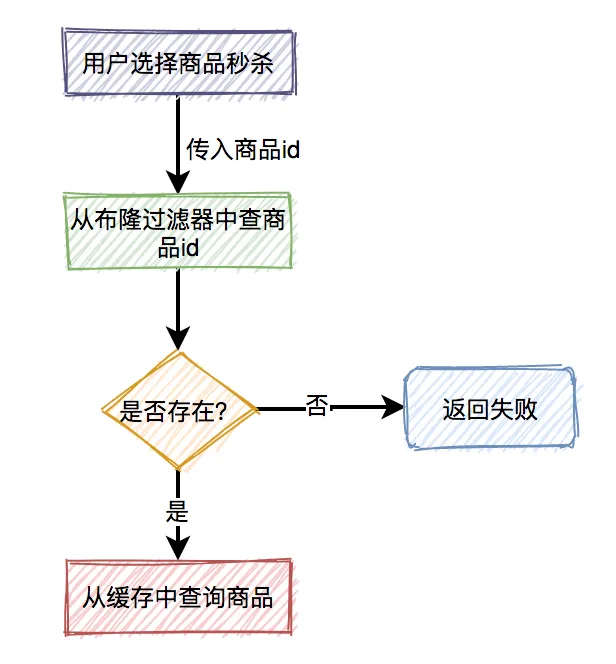 用户选择商品秒杀
传入商品id
从布隆过滤器中查商
品id
是否存在?
否
返回失败
是
从缓存中查询商品